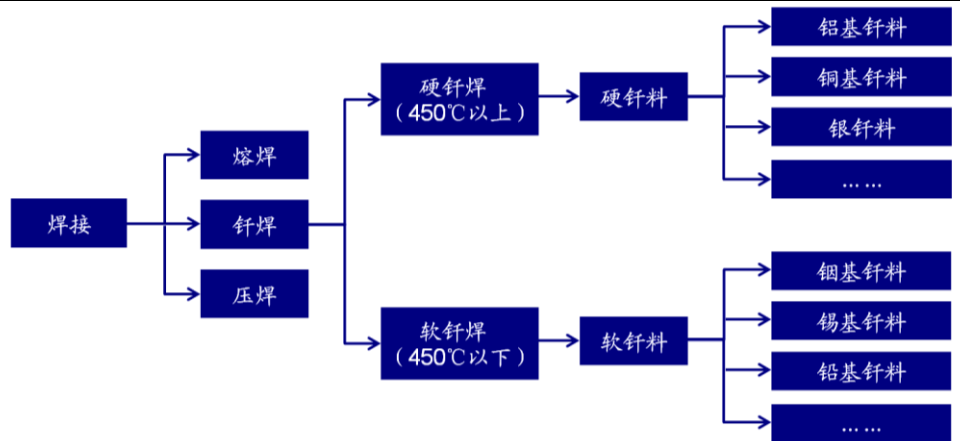 焊接
熔焊
钎焊
压焊
硬钎焊
（450℃以上）
硬钎料
铝基钎料
铜基钎料
银钎料
……
软钎焊
（450℃以下）
软钎料
铟基钎料
锡基钎料
铅基钎料
……